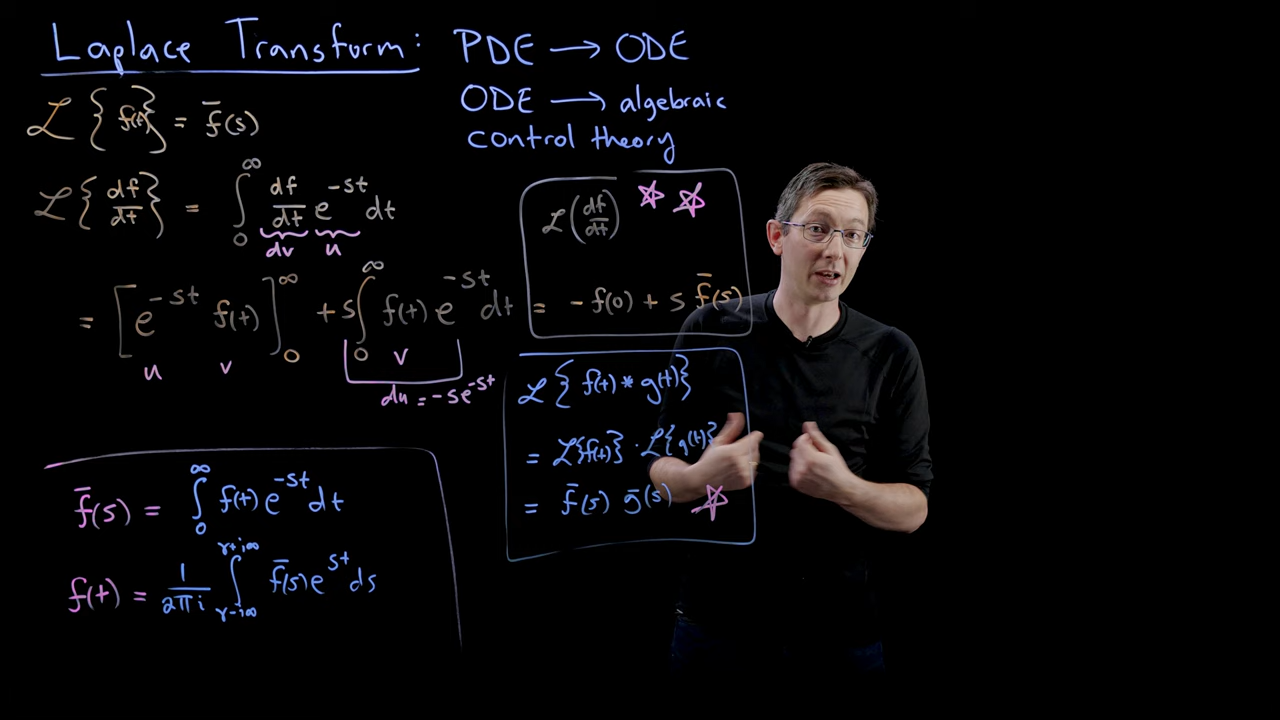 Laplace Transform: PDE → ODE
ODE → algebraic
control theory
ℒ{f(t)} = f̄(s)
ℒ{df/dt} = ∫₀^∞ df/dt e^{-st} dt
dv u
= [e^{-st} f(t)]₀^∞ + s∫₀^∞ f(t) e^{-st} dt = - f(0) + s f̄(s)
u v v
du = -se^{-st}
ℒ(df/dt)
ℒ{f(t) * g(t)}
= ℒ{f(t)} · ℒ{g(t)}
= f̄(s) ḡ(s)
f̄(s) = ∫₀^∞ f(t) e^{-st} dt
f(t) = 1/2πi ∫_{γ-i∞}^{γ+i∞} f̄(s) e^{st} ds